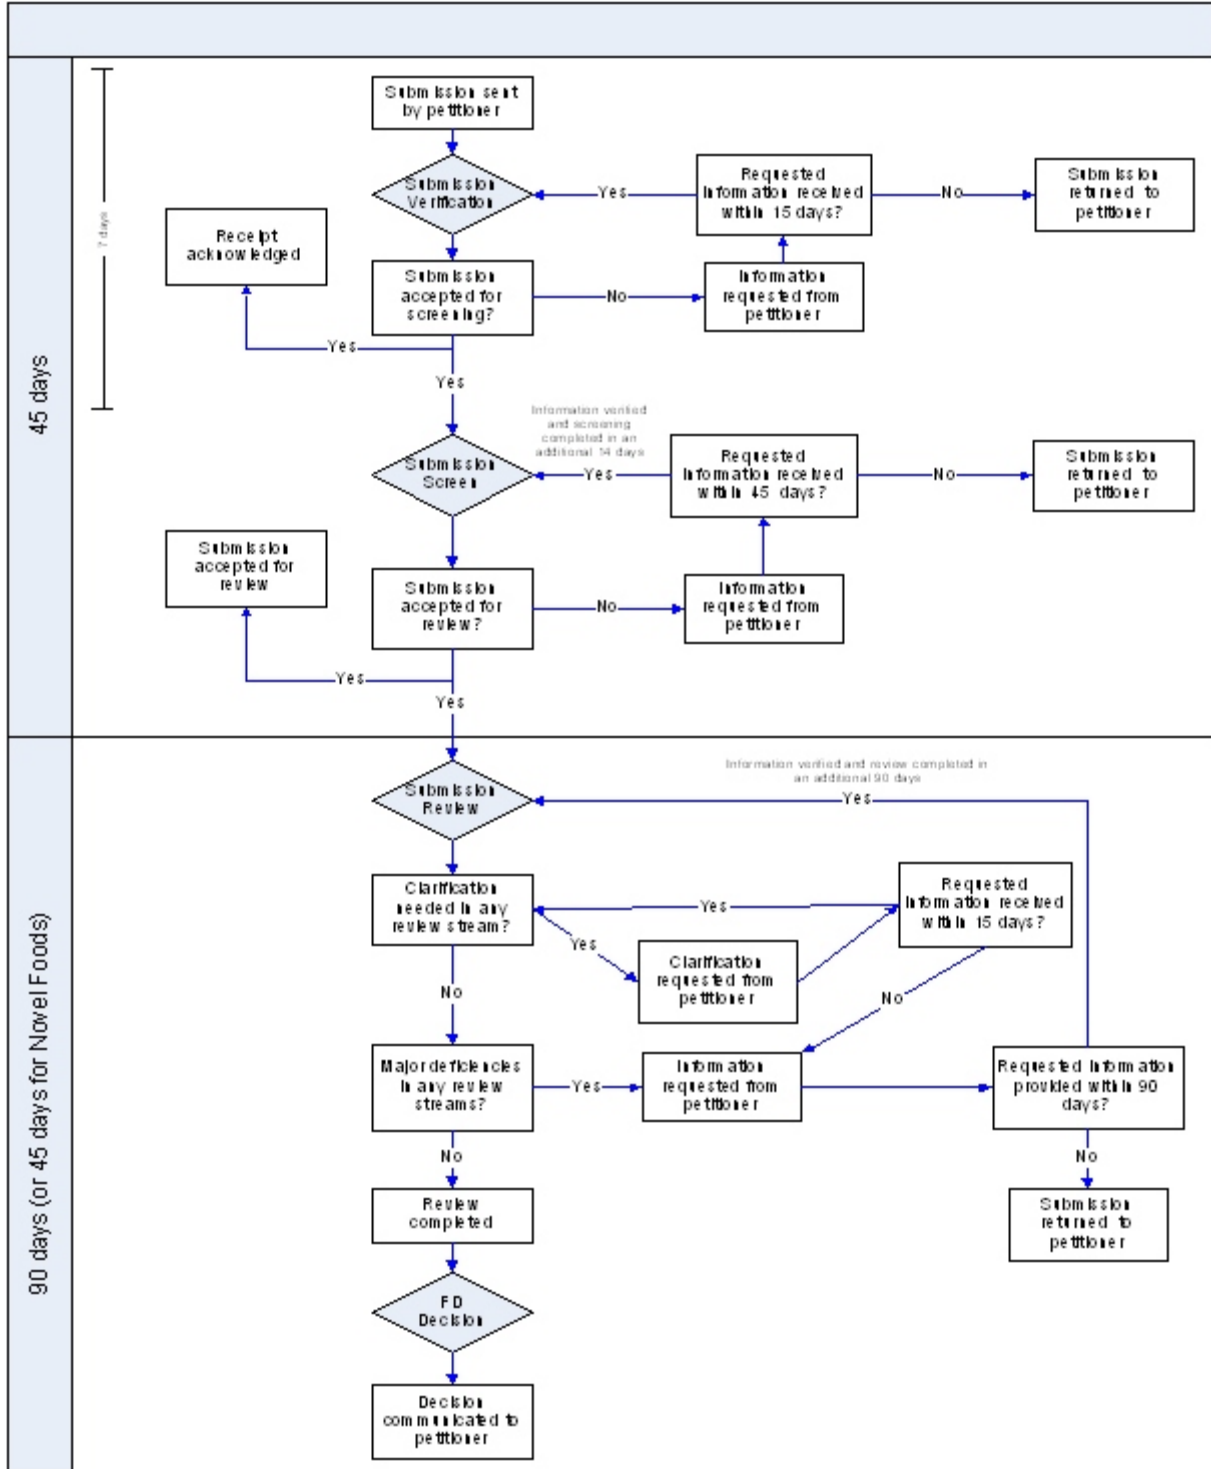 45 days
7 days
Submission sent
by petitioner
Submission
Verification
Yes
Requested
Information received
within 15 days?
No
Submission
returned to
petitioner
Receipt
acknowledged
Submission
accepted for
screening?
No
Information
requested from
petitioner
Yes
Yes
Information verified
and screening
completed in an
additional 14 days
Submission
Screen
Yes
Requested
Information received
within 45 days?
No
Submission
returned to
petitioner
Submission
accepted for
review
Submission
accepted for
review?
No
Information
requested from
petitioner
Yes
Yes
90 days (or 45 days for Novel Foods)
Information verified and review completed in
an additional 90 days
Submission
Review
Yes
Clarification
needed in any
review stream?
Yes
Requested
Information received
within 15 days?
Yes
Clarification
requested from
petitioner
No
No
Major deficiencies
in any review
streams?
Yes
Information
requested from
petitioner
Requested Information
provided within 90
days?
No
No
Review
completed
Submission
returned to
petitioner
FD
Decision
Decision
communicated to
petitioner